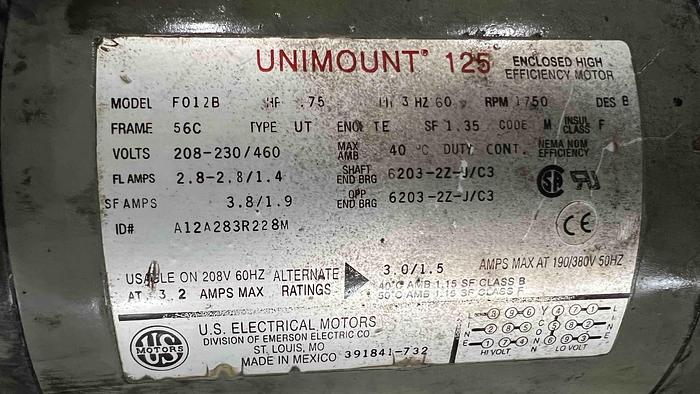 UNIMOUNT® 125 ENCLOSED HIGH EFFICIENCY MOTOR
MODEL F012B HP .75 PH 3 HZ 60 RPM 1750 DES B
FRAME 56C TYPE UT ENCL TE SF 1.35 CODE M INSUL CLASS F
VOLTS 208-230/460 MAX AMB 40 °C DUTY CONT. NEMA NOM EFFICIENCY
FL AMPS 2.8-2.8/1.4 SHAFT END BRG 6203-2Z-J/C3
SF AMPS 3.8/1.9 OPP END BRG 6203-2Z-J/C3
ID# A12A283R228M
CE
USABLE ON 208V 60HZ ALTERNATE 3.0/1.5 AMPS MAX AT 190/380V 50HZ
AT 3.2 AMPS MAX RATINGS 40°C AMB 1.15 SF CLASS B
50°C AMB 1.15 SF CLASS F
US MOTORS
U.S. ELECTRICAL MOTORS
DIVISION OF EMERSON ELECTRIC CO.
ST. LOUIS, MO
MADE IN MEXICO 391841-732
HI VOLT LO VOLT